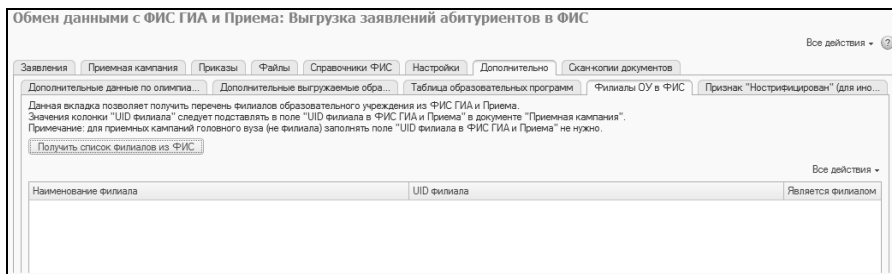 Обмен данными с ФИС ГИА и Приема: Выгрузка заявлений абитуриентов в ФИС
Все действия
Заявления Приемная кампания Приказы Файлы Справочники ФИС Настройки Дополнительно Скан-копии документов
Дополнительные данные по олимпиа... Дополнительные выгружаемые обра... Таблица образовательных программ Филиалы ОУ в ФИС Признак "Нострифицирован" (для ино...
Данная вкладка позволяет получить перечень филиалов образовательного учреждения из ФИС ГИА и Приема.
Значения колонки "UID филиала" следует подставлять в поле "UID филиала в ФИС ГИА и Приема" в документе "Приемная кампания".
Примечание: для приемных кампаний головного вуза (не филиала) заполнять поле "UID филиала в ФИС ГИА и Приема" не нужно.
Получить список филиалов из ФИС
Все действия
Наименование филиала UID филиала Является филиалом